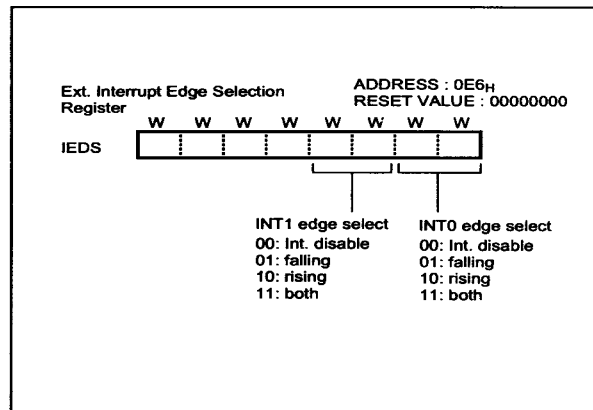 Ext. Interrupt Edge Selection
Register
ADDRESS : 0E6H
RESET VALUE : 00000000
W W W W W W W W
IEDS
INT1 edge select
00: Int. disable
01: falling
10: rising
11: both
INT0 edge select
00: Int. disable
01: falling
10: rising
11: both